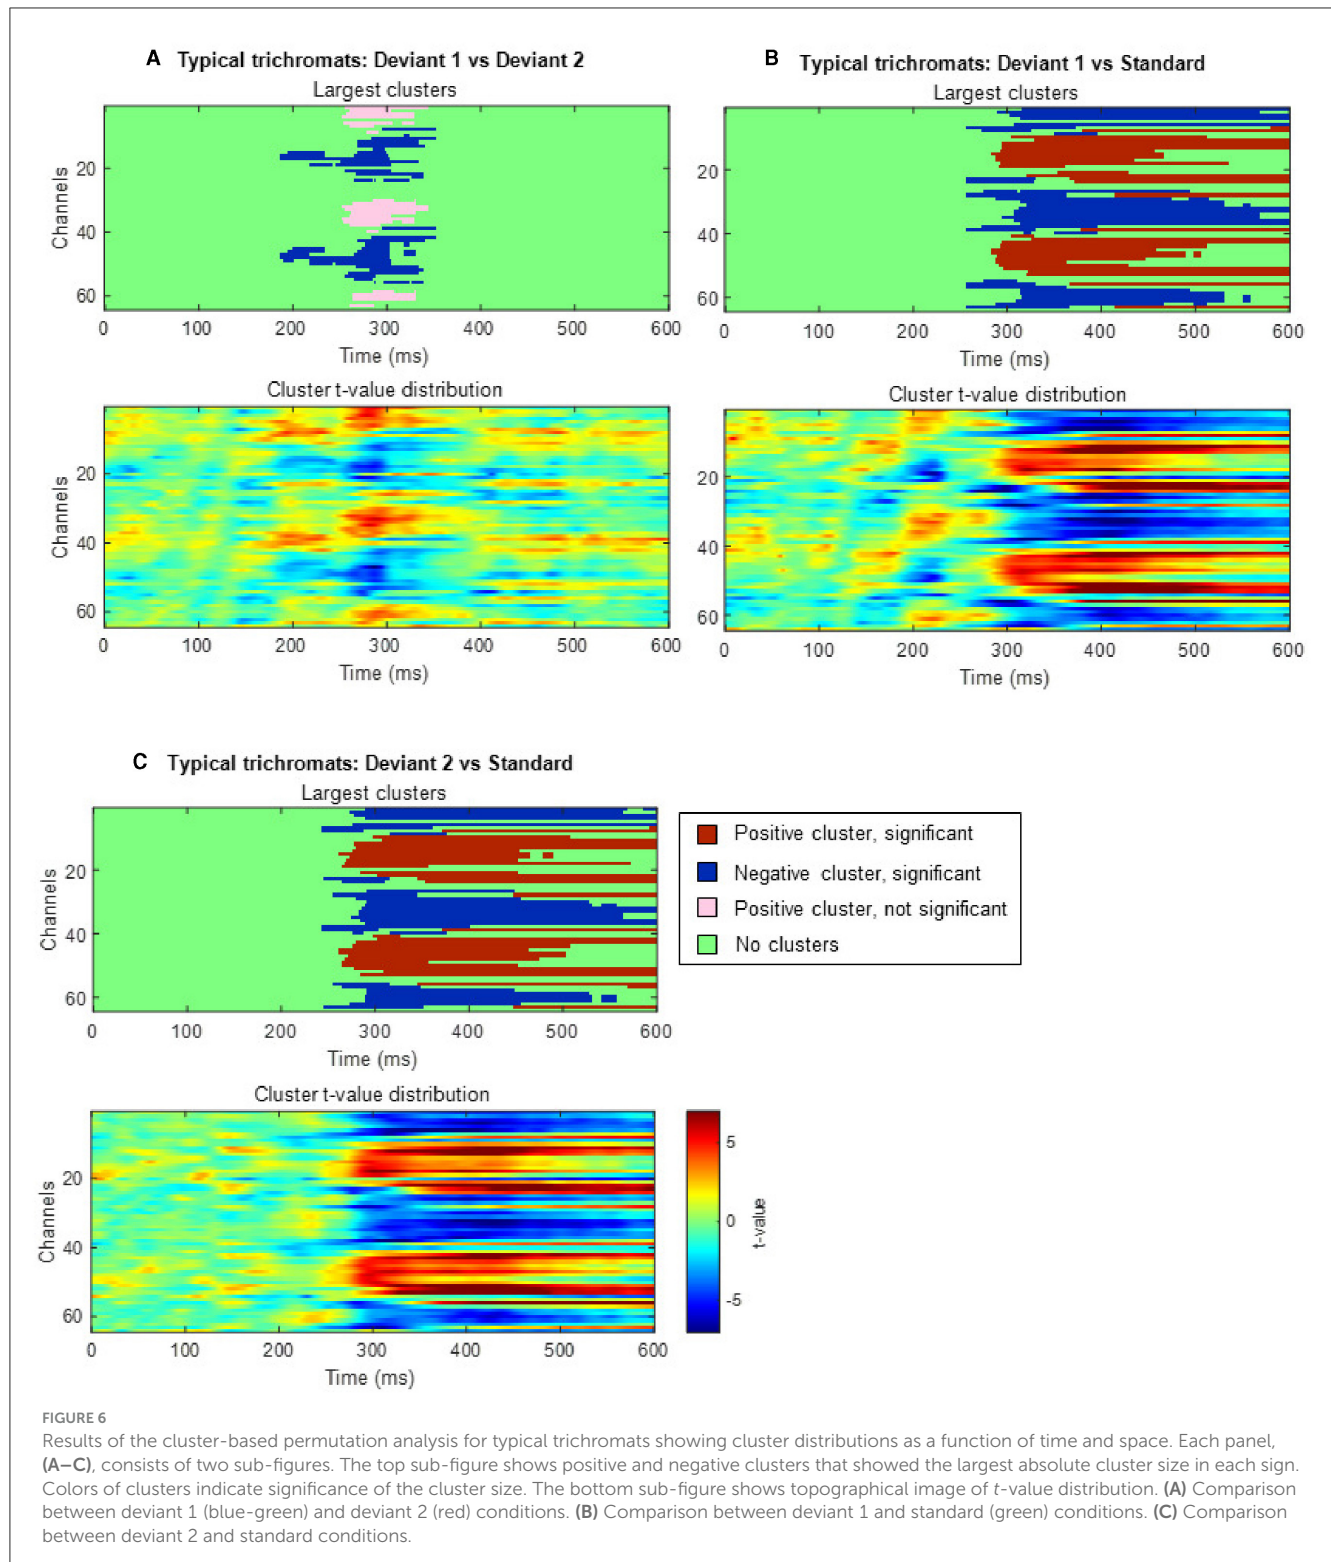 A Typical trichromats: Deviant 1 vs Deviant 2
Largest clusters
Channels
20
40
60
0 100 200 300 400 500 600
Time (ms)
Cluster t-value distribution
Channels
20
40
60
0 100 200 300 400 500 600
Time (ms)
B Typical trichromats: Deviant 1 vs Standard
Largest clusters
20
40
60
0 100 200 300 400 500 600
Time (ms)
Cluster t-value distribution
20
40
60
0 100 200 300 400 500 600
Time (ms)
C Typical trichromats: Deviant 2 vs Standard
Largest clusters
Channels
20
40
60
0 100 200 300 400 500 600
Time (ms)
Positive cluster, significant
Negative cluster, significant
Positive cluster, not significant
No clusters
Cluster t-value distribution
Channels
20
40
60
0 100 200 300 400 500 600
Time (ms)
5
0
-5
t-value
FIGURE 6
Results of the cluster-based permutation analysis for typical trichromats showing cluster distributions as a function of time and space. Each panel,
(A–C), consists of two sub-figures. The top sub-figure shows positive and negative clusters that showed the largest absolute cluster size in each sign.
Colors of clusters indicate significance of the cluster size. The bottom sub-figure shows topographical image of t-value distribution. (A) Comparison
between deviant 1 (blue-green) and deviant 2 (red) conditions. (B) Comparison between deviant 1 and standard (green) conditions. (C) Comparison
between deviant 2 and standard conditions.